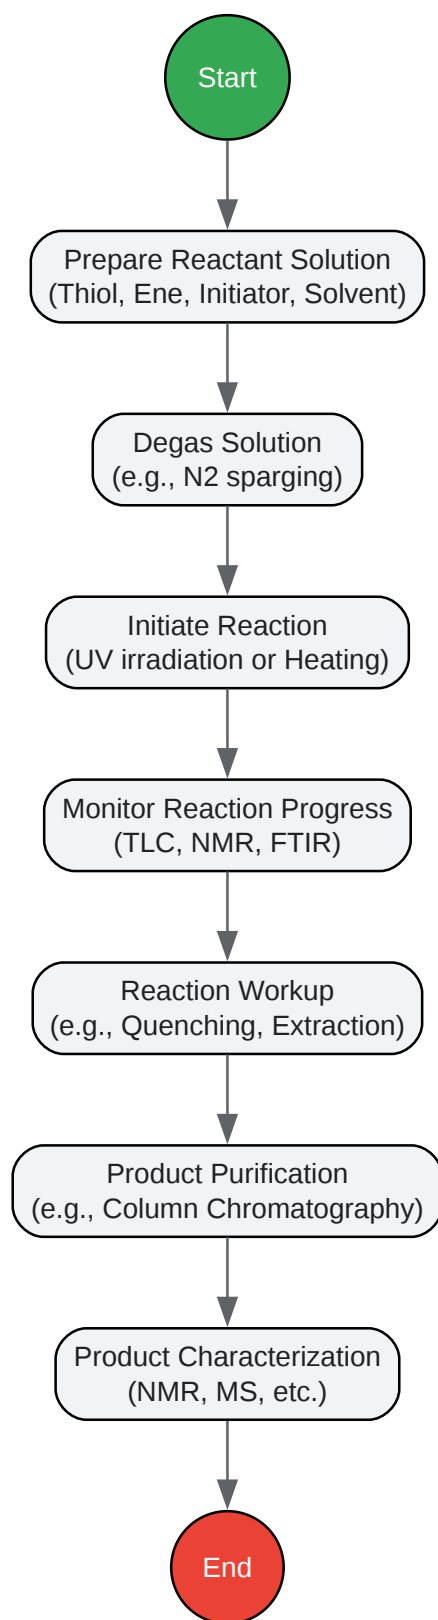 Start
Prepare Reactant Solution
(Thiol, Ene, Initiator, Solvent)
Degas Solution
(e.g., N2 sparging)
Initiate Reaction
(UV irradiation or Heating)
Monitor Reaction Progress
(TLC, NMR, FTIR)
Reaction Workup
(e.g., Quenching, Extraction)
Product Purification
(e.g., Column Chromatography)
Product Characterization
(NMR, MS, etc.)
End